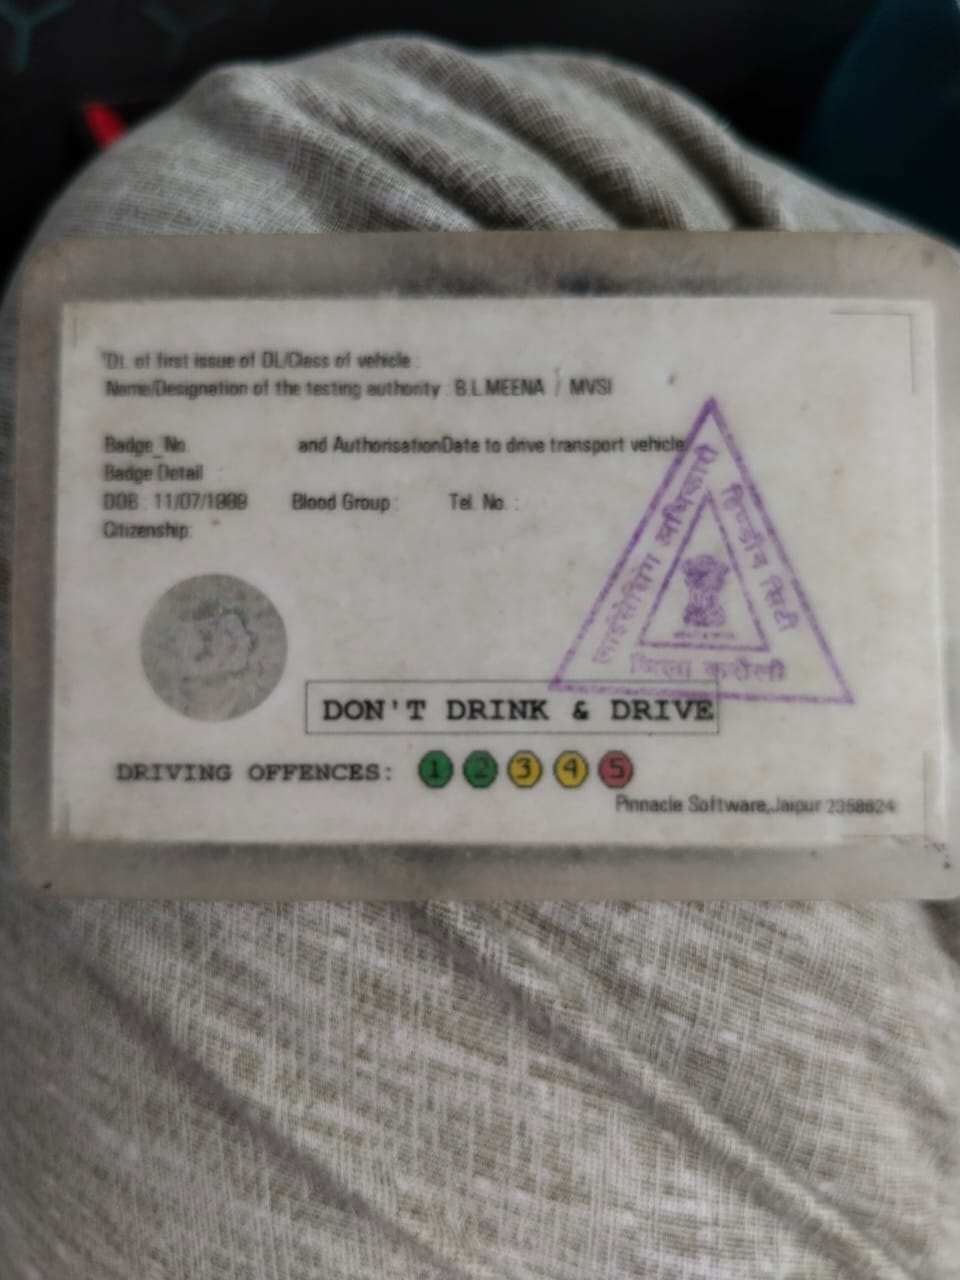 Dt. of first issue of DL/Class of vehicle :
Name/Designation of the testing authority : B.L.MEENA / MVSI
Badge_No. and AuthorisationDate to drive transport vehicle
Badge Detail :
DOB : 11/07/1989 Blood Group : Tel. No. :
Citizenship:
लाईसेंसिंग अधिकारी
हिण्डौन सिटी
जिला करौली
DON'T DRINK & DRIVE
DRIVING OFFENCES: 1 2 3 4 5
Pinnacle Software,Jaipur 2358824